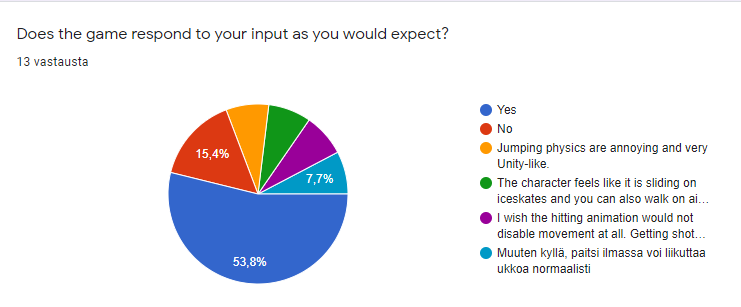 Does the game respond to your input as you would expect?
13 vastausta
15,4%
7,7%
53,8%
Yes
No
Jumping physics are annoying and very
Unity-like.
The character feels like it is sliding on
iceskates and you can also walk on ai…
I wish the hitting animation would not
disable movement at all. Getting shot…
Muuten kyllä, paitsi ilmassa voi liikuttaa
ukkoa normaalisti